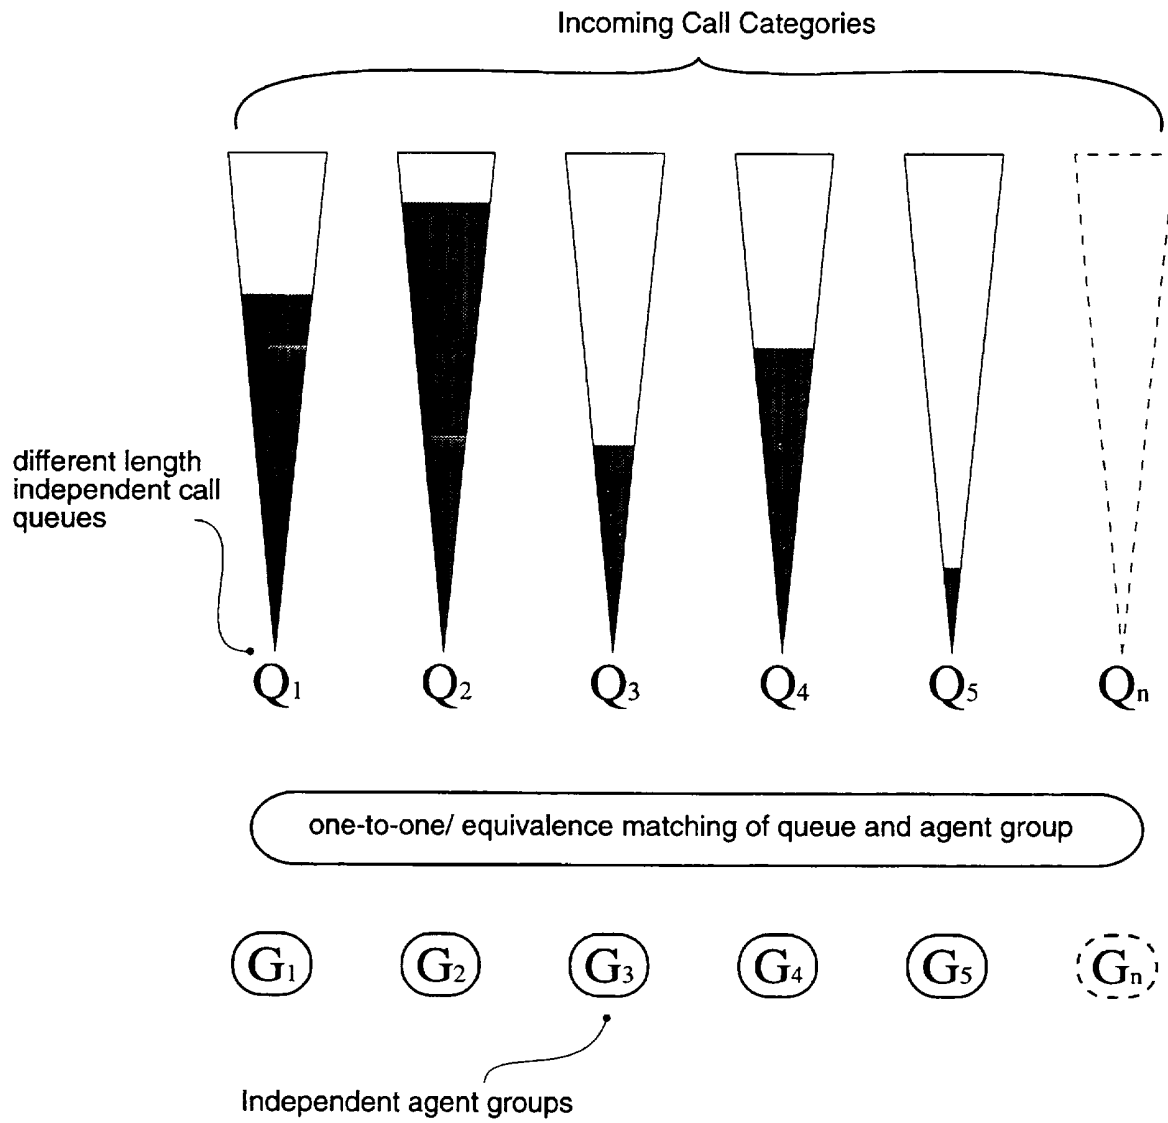 Incoming Call Categories
different length
independent call
queues
Q1 Q2 Q3 Q4 Q5 Qn
one-to-one/ equivalence matching of queue and agent group
G1 G2 G3 G4 G5 Gn
Independent agent groups